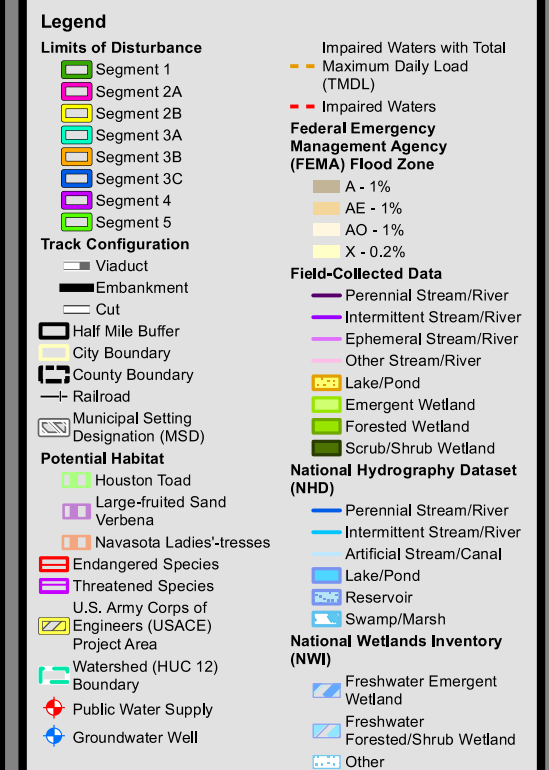 Legend
Limits of Disturbance
Segment 1
Segment 2A
Segment 2B
Segment 3A
Segment 3B
Segment 3C
Segment 4
Segment 5
Track Configuration
Viaduct
Embankment
Cut
Half Mile Buffer
City Boundary
County Boundary
Railroad
Municipal Setting
Designation (MSD)
Potential Habitat
Houston Toad
Large-fruited Sand
Verbena
Navasota Ladies'-tresses
Endangered Species
Threatened Species
U.S. Army Corps of
Engineers (USACE)
Project Area
Watershed (HUC 12)
Boundary
Public Water Supply
Groundwater Well
Impaired Waters with Total
Maximum Daily Load
(TMDL)
Impaired Waters
Federal Emergency
Management Agency
(FEMA) Flood Zone
A - 1%
AE - 1%
AO - 1%
X - 0.2%
Field-Collected Data
Perennial Stream/River
Intermittent Stream/River
Ephemeral Stream/River
Other Stream/River
Lake/Pond
Emergent Wetland
Forested Wetland
Scrub/Shrub Wetland
National Hydrography Dataset
(NHD)
Perennial Stream/River
Intermittent Stream/River
Artificial Stream/Canal
Lake/Pond
Reservoir
Swamp/Marsh
National Wetlands Inventory
(NWI)
Freshwater Emergent
Wetland
Freshwater
Forested/Shrub Wetland
Other